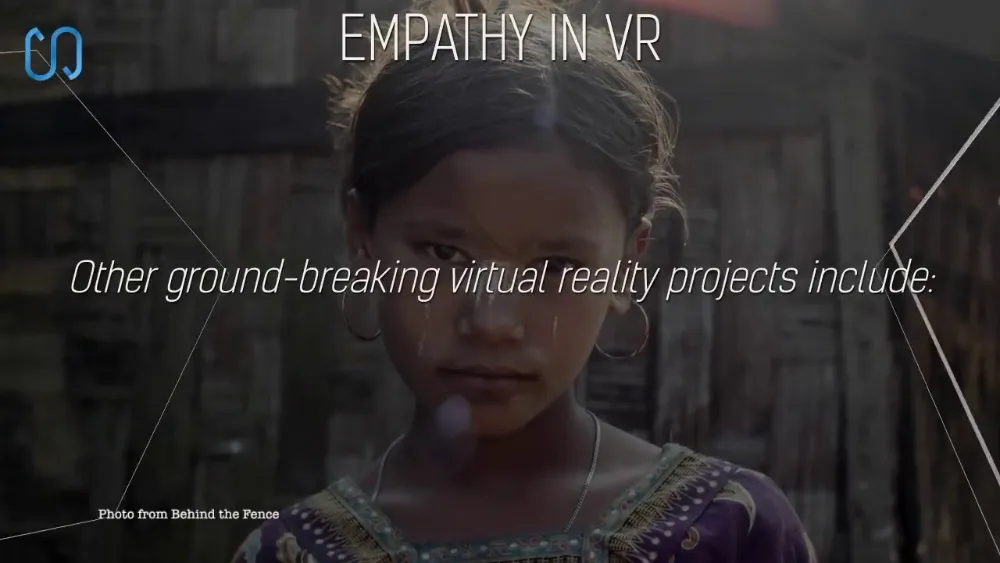 EMPATHY IN VR
Other ground-breaking virtual reality projects include:
Photo from Behind the Fence